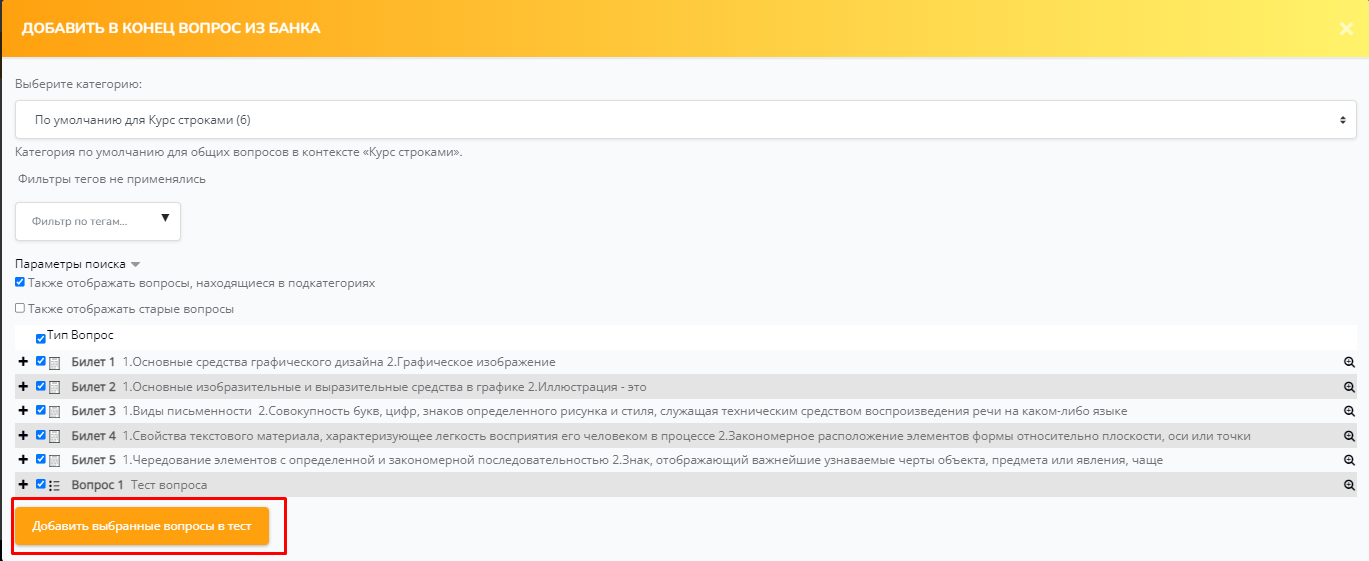 ДОБАВИТЬ В КОНЕЦ ВОПРОС ИЗ БАНКА
Выберите категорию:
По умолчанию для Курс строками (6)
Категория по умолчанию для общих вопросов в контексте «Курс строками».
Фильтры тегов не применялись
Фильтр по тегам...
Параметры поиска
Также отображать вопросы, находящиеся в подкатегориях
Также отображать старые вопросы
Тип Вопрос
Билет 1 1.Основные средства графического дизайна 2.Графическое изображение
Билет 2 1.Основные изобразительные и выразительные средства в графике 2.Иллюстрация - это
Билет 3 1.Виды письменности 2.Совокупность букв, цифр, знаков определенного рисунка и стиля, служащая техническим средством воспроизведения речи на каком-либо языке
Билет 4 1.Свойства текстового материала, характеризующее легкость восприятия его человеком в процессе 2.Закономерное расположение элементов формы относительно плоскости, оси или точки
Билет 5 1.Чередование элементов с определенной и закономерной последовательностью 2.Знак, отображающий важнейшие узнаваемые черты объекта, предмета или явления, чаще
Вопрос 1 Тест вопроса
Добавить выбранные вопросы в тест